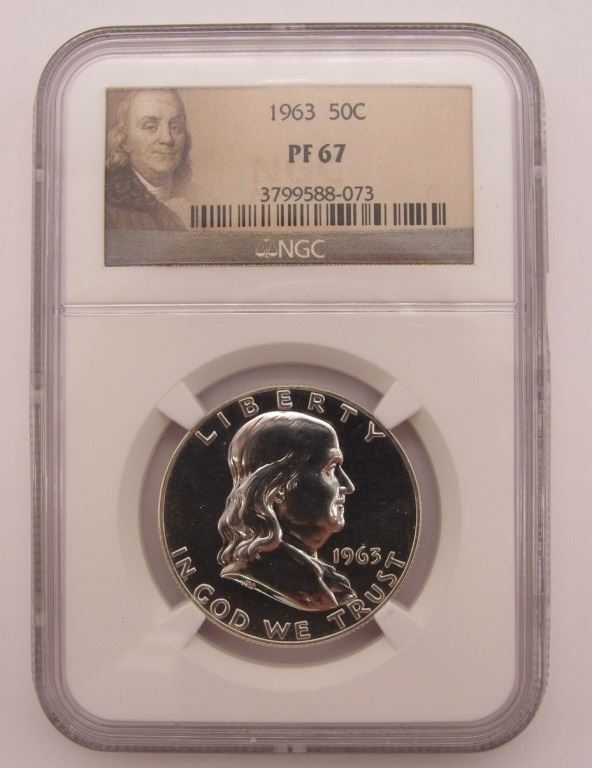 1963 50C
PF 67
3799588-073
NGC
LIBERTY
1963
IN GOD WE TRUST